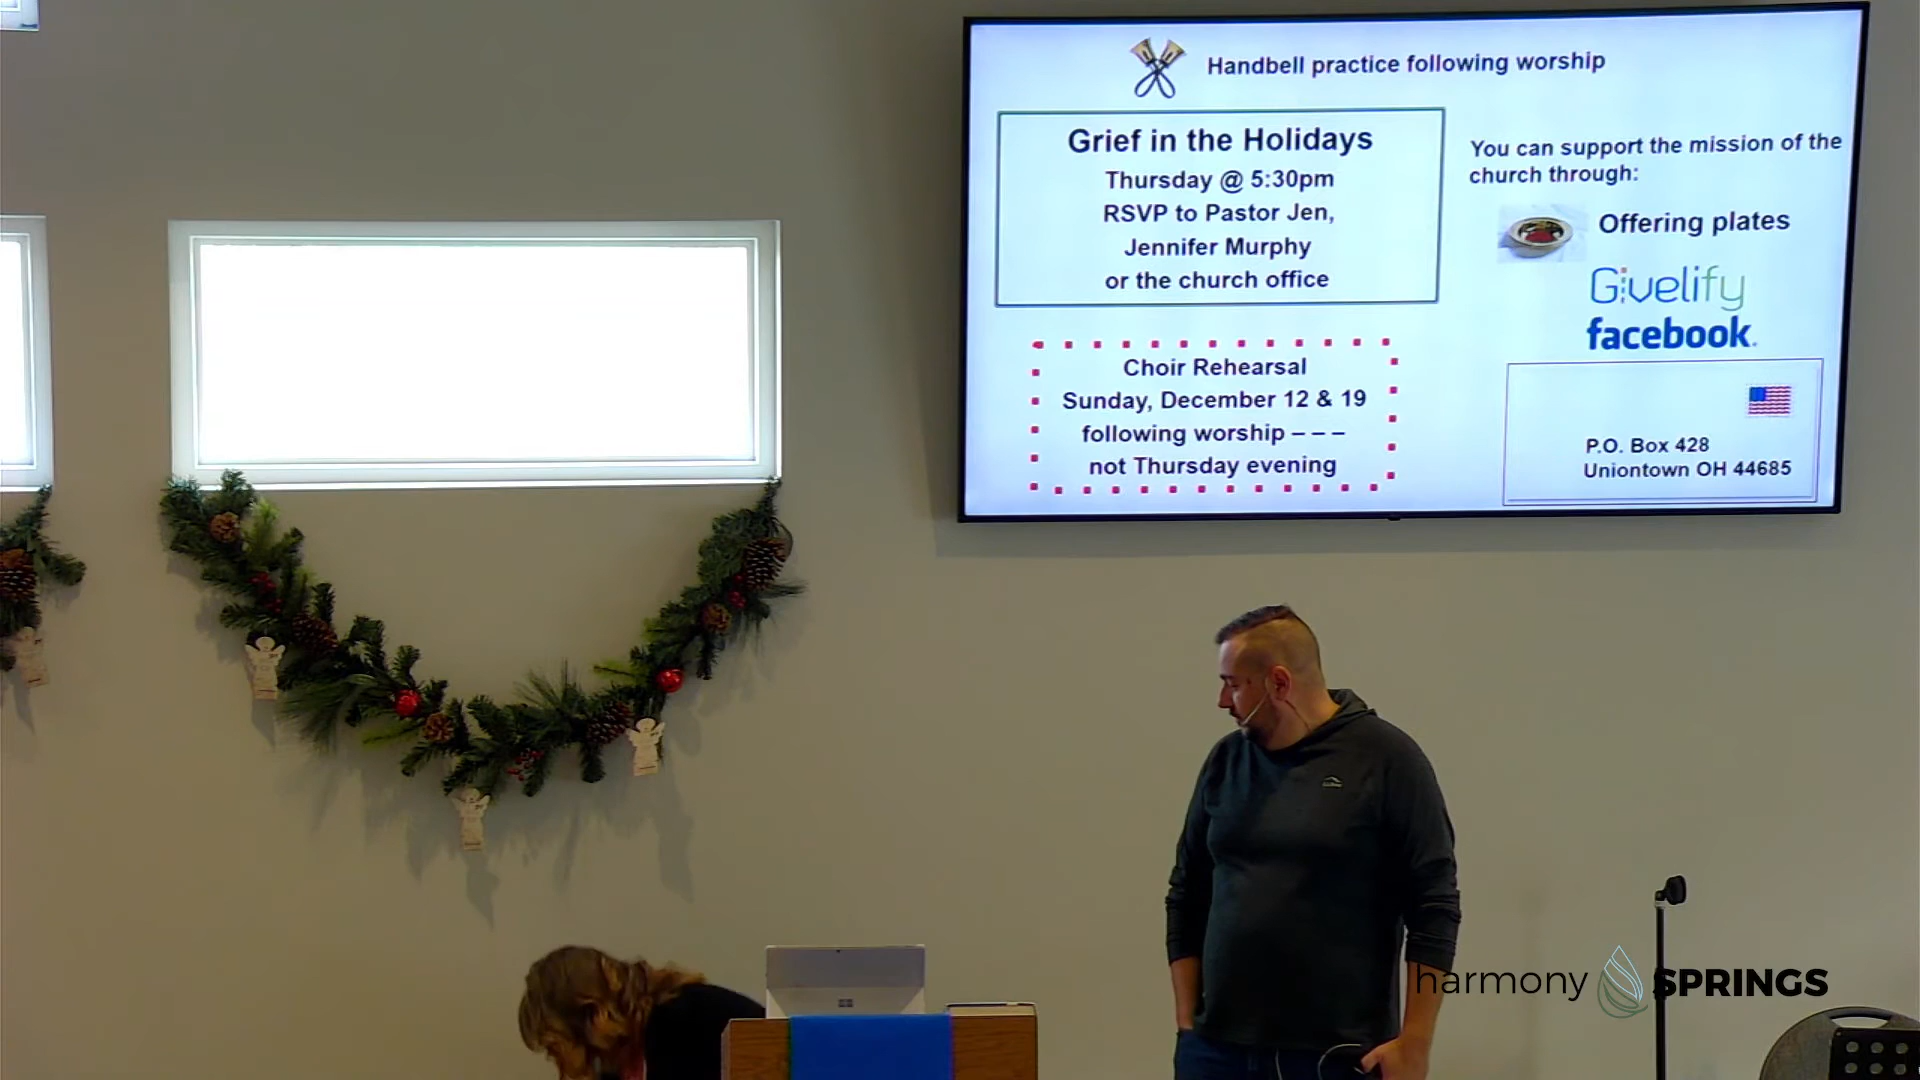 Handbell practice following worship
Grief in the Holidays
Thursday @ 5:30pm
RSVP to Pastor Jen,
Jennifer Murphy
or the church office
Choir Rehearsal
Sunday, December 12 & 19
following worship – – –
not Thursday evening
You can support the mission of the
church through:
Offering plates
Givelify
facebook.
P.O. Box 428
Uniontown OH 44685
harmony SPRINGS